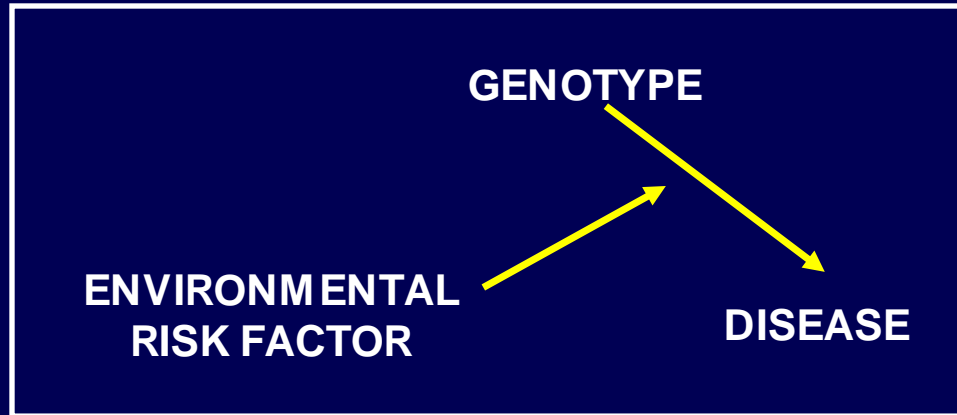 GENOTYPE
ENVIRONMENTAL
RISK FACTOR
DISEASE